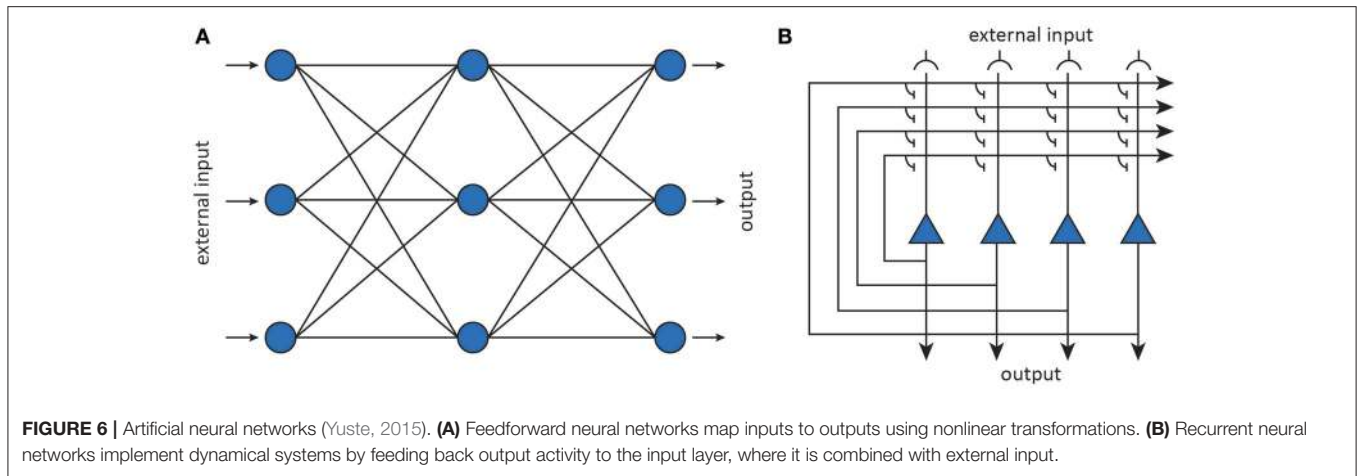 A
external input
output
B
external input
output
FIGURE 6 | Artificial neural networks (Yuste, 2015). (A) Feedforward neural networks map inputs to outputs using nonlinear transformations. (B) Recurrent neural
networks implement dynamical systems by feeding back output activity to the input layer, where it is combined with external input.